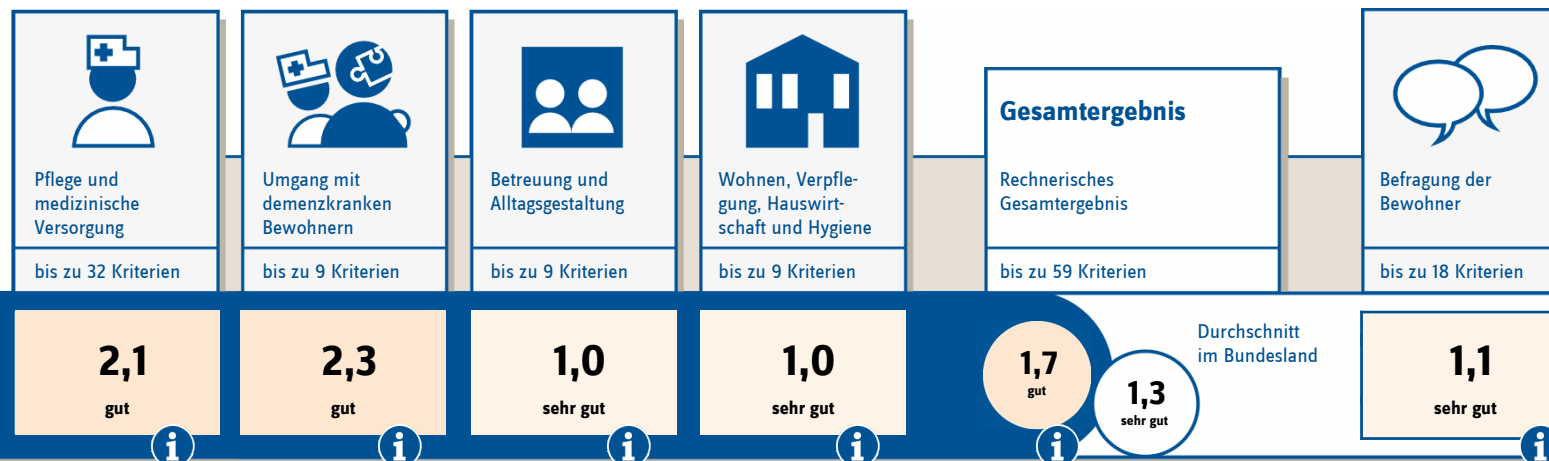 Pflege und
medizinische
Versorgung
bis zu 32 Kriterien
2,1
gut
i
Umgang mit
demenzkranken
Bewohnern
bis zu 9 Kriterien
2,3
gut
i
Betreuung und
Alltagsgestaltung
bis zu 9 Kriterien
1,0
sehr gut
i
Wohnen, Verpfle-
gung, Hauswirt-
schaft und Hygiene
bis zu 9 Kriterien
1,0
sehr gut
i
Gesamtergebnis
Rechnerisches
Gesamtergebnis
bis zu 59 Kriterien
1,7
gut
i
1,3
sehr gut
Durchschnitt
im Bundesland
Befragung der
Bewohner
bis zu 18 Kriterien
1,1
sehr gut
i